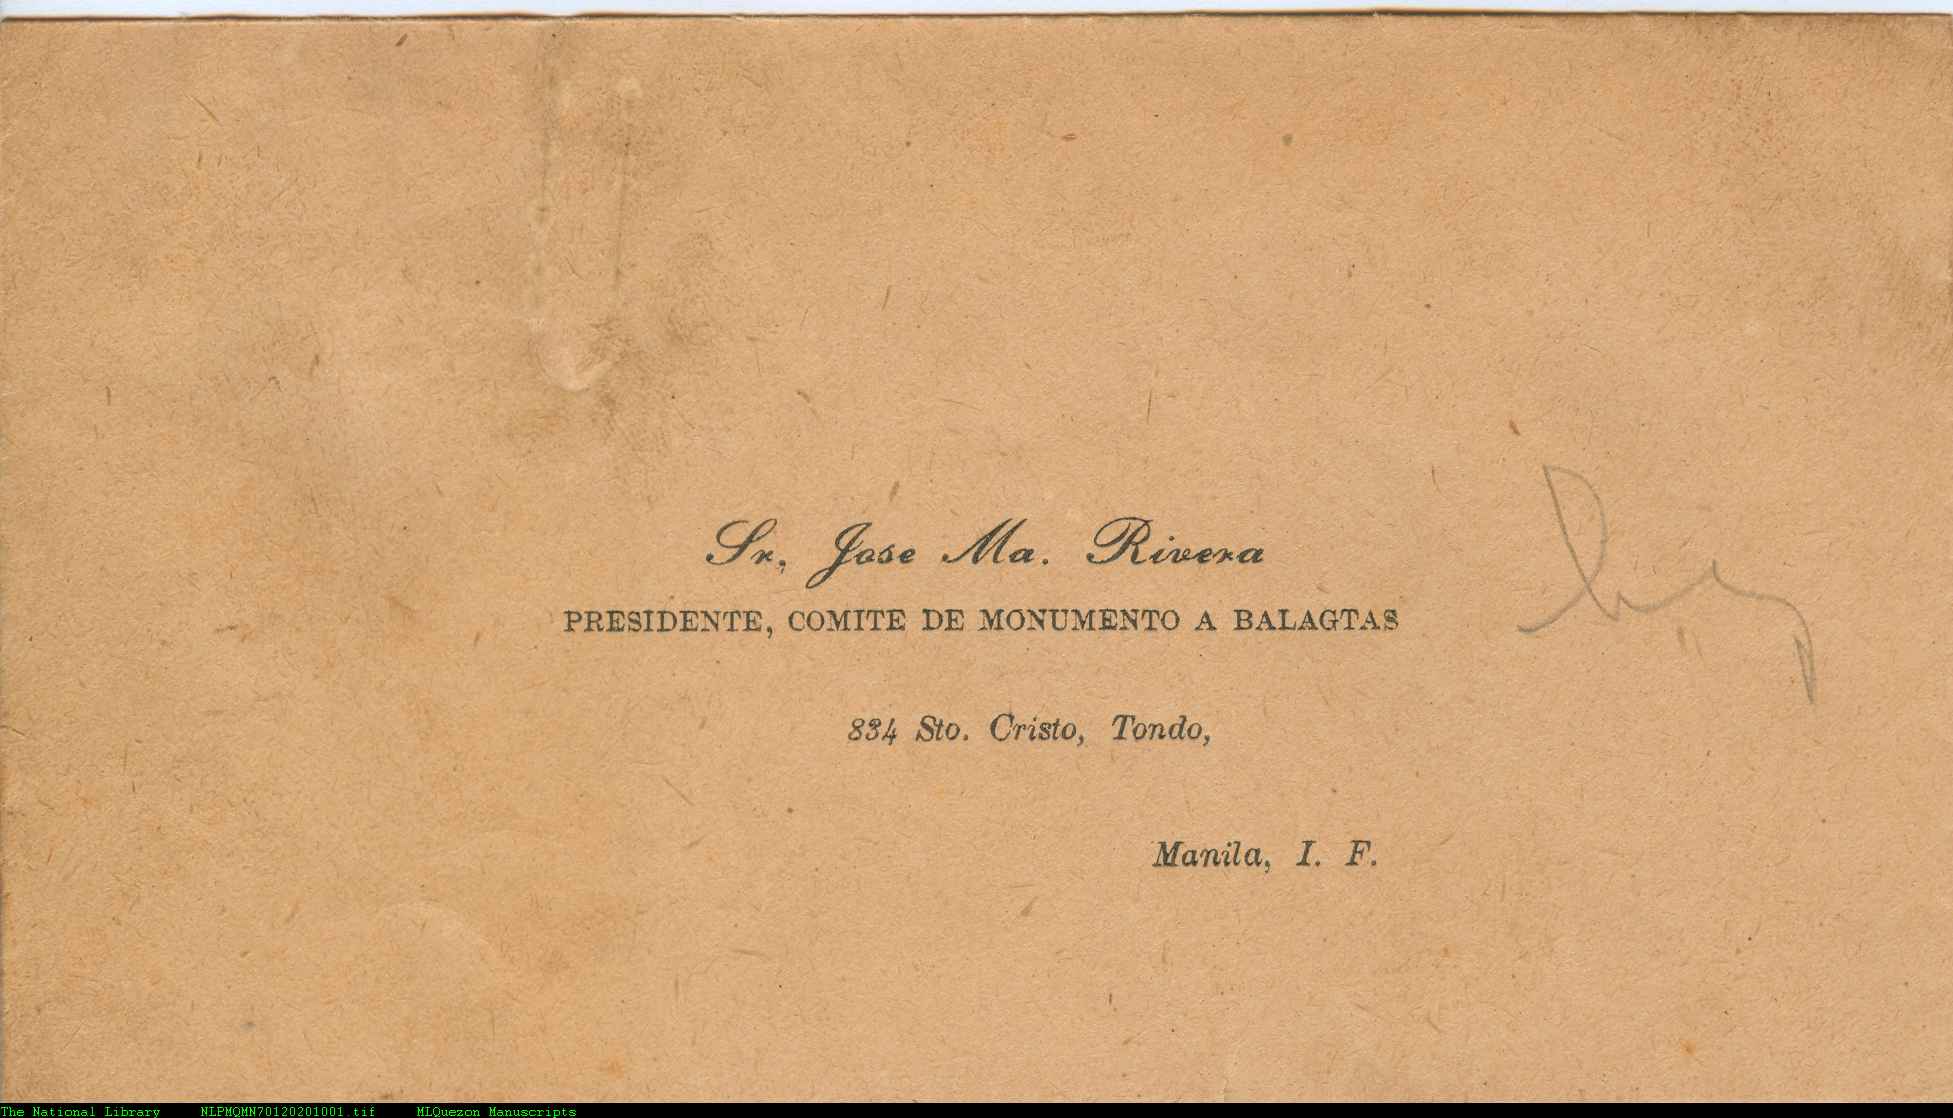 Sr. Jose Ma. Rivera
PRESIDENTE, COMITE DE MONUMENTO A BALAGTAS
834 Sto. Cristo, Tondo,
Manila, I. F.
The National Library NLPMQMN70120201001.tif MLQuezon Manuscripts